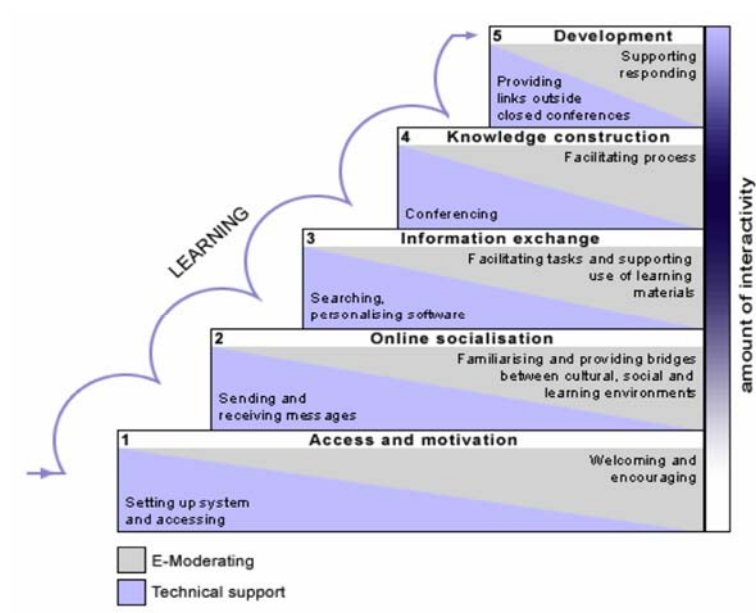 5 Development
Supporting
responding
Providing
links outside
closed conferences
4 Knowledge construction
Facilitating process
Conferencing
3 Information exchange
Facilitating tasks and supporting
use of learning
materials
Searching,
personalising software
2 Online socialisation
Familiarising and providing bridges
between cultural, social and
learning environments
Sending and
receiving messages
1 Access and motivation
Welcoming and
encouraging
Setting up system
and accessing
LEARNING
amount of interactivity
E-Moderating
Technical support